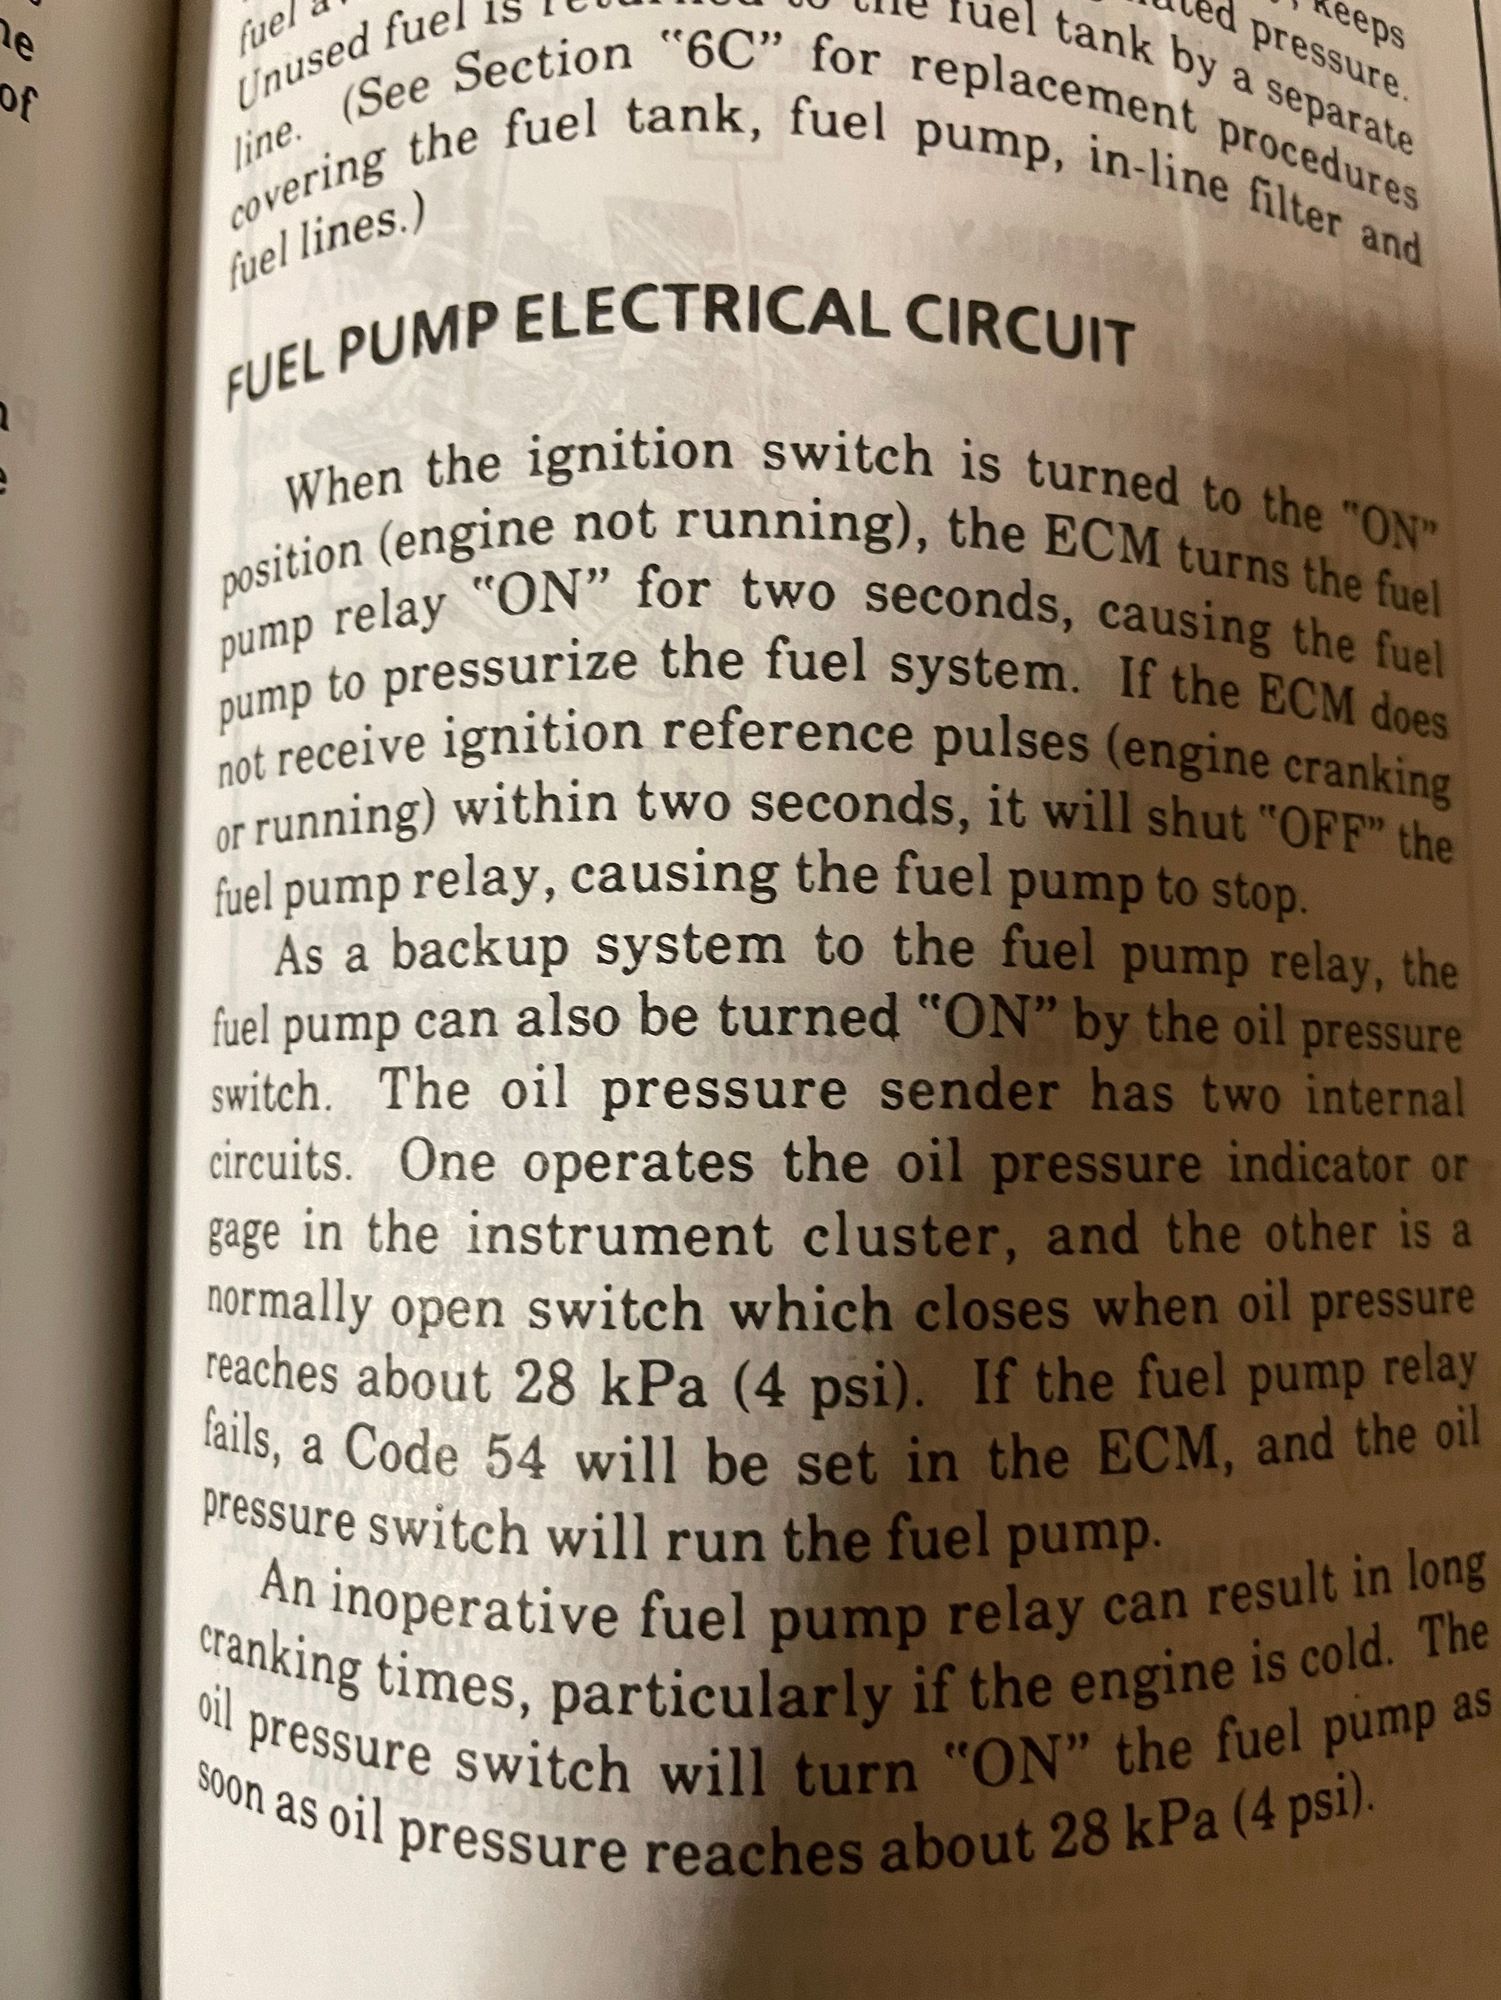 he
of
fuel
keeps
Unused fuel is returned to the fuel tank by a separate pressure.
line. (See Section "6C" for replacement procedures
covering the fuel tank, fuel pump, in-line filter and
fuel lines.)
FUEL PUMP ELECTRICAL CIRCUIT
When the ignition switch is turned to the "ON"
position (engine not running), the ECM turns the fuel
pump relay "ON" for two seconds, causing the fuel
pump to pressurize the fuel system. If the ECM does
not receive ignition reference pulses (engine cranking
or running) within two seconds, it will shut "OFF" the
fuel pump relay, causing the fuel pump to stop.
As a backup system to the fuel pump relay, the
fuel pump can also be turned "ON" by the oil pressure
switch. The oil pressure sender has two internal
circuits. One operates the oil pressure indicator or
gage in the instrument cluster, and the other is a
normally open switch which closes when oil pressure
reaches about 28 kPa (4 psi). If the fuel pump relay
fails, a Code 54 will be set in the ECM, and the oil
pressure switch will run the fuel pump.
An inoperative fuel pump relay can result in long
cranking times, particularly if the engine is cold. The
oil pressure switch will turn "ON" the fuel pump as
soon as oil pressure reaches about 28 kPa (4 psi).